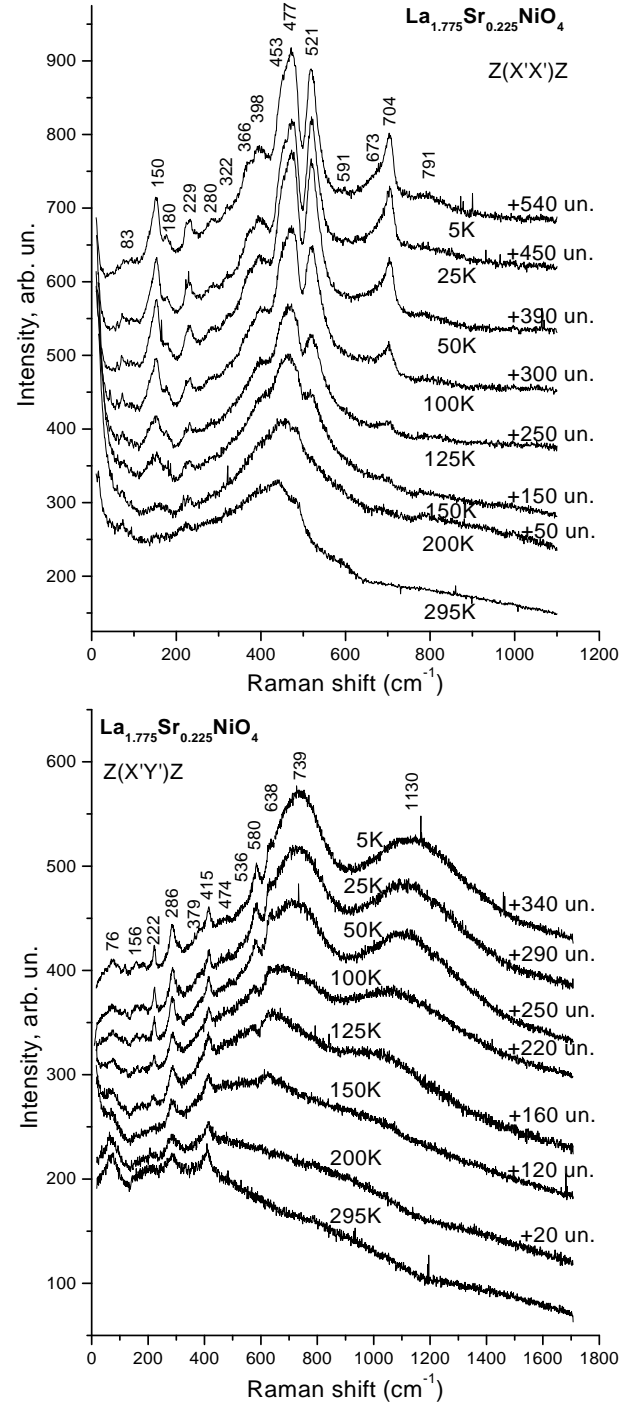 La1.775Sr0.225NiO4
Z(X'X')Z
Intensity, arb. un.
900
800
700
600
500
400
300
200
83
150
180
229
280
322
366
398
453
477
521
591
673
704
791
+540 un.
5K
+450 un.
25K
+390 un.
50K
+300 un.
100K
+250 un.
125K
+150 un.
150K
+50 un.
200K
295K
0 200 400 600 800 1000 1200
Raman shift (cm-1)
La1.775Sr0.225NiO4
Z(X'Y')Z
Intensity, arb. un.
600
500
400
300
200
100
76
156
222
286
379
415
474
536
580
638
739
1130
5K
+340 un.
25K
+290 un.
50K
+250 un.
100K
+220 un.
125K
+160 un.
150K
+120 un.
200K
+20 un.
295K
0 200 400 600 800 1000 1200 1400 1600 1800
Raman shift (cm-1)